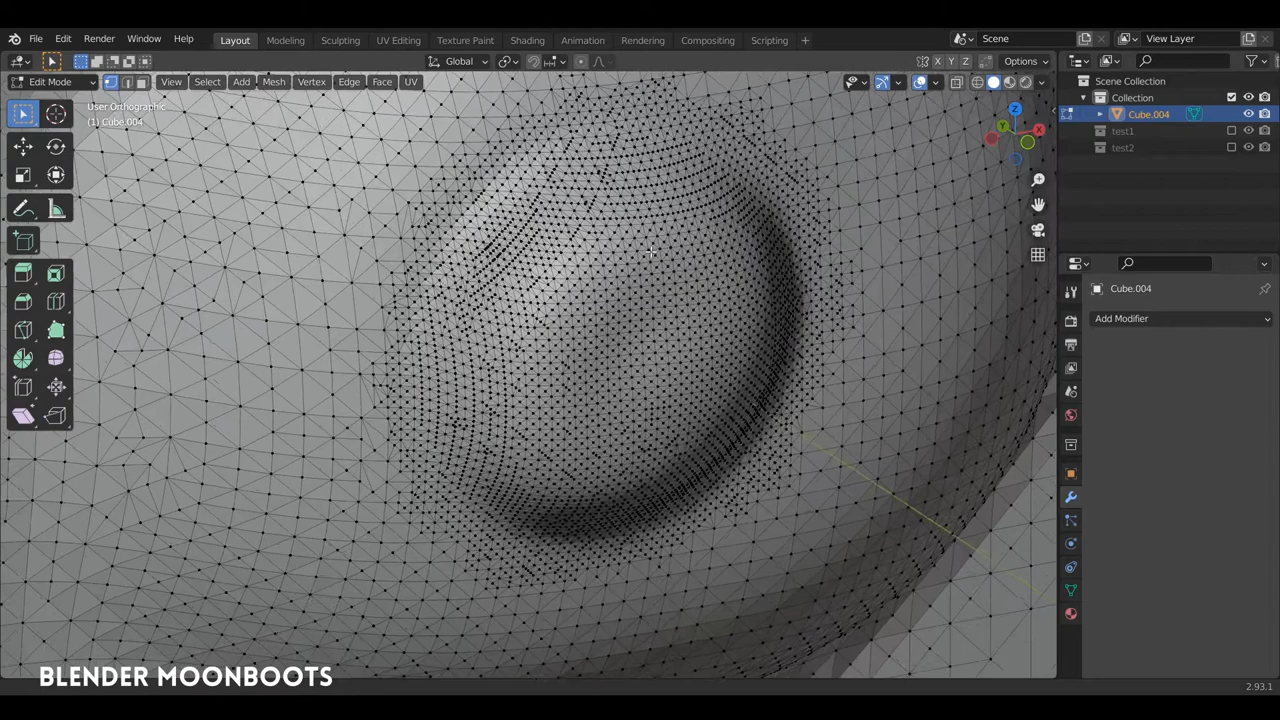 File Edit Render Window Help Layout Modeling Sculpting UV Editing Texture Paint Shading Animation Rendering Compositing Scripting + Scene View Layer
Global X Y Z Options
Edit Mode View Select Add Mesh Vertex Edge Face UV
Scene Collection
Collection
Cube.004
test1
test2
User Orthographic
(1) Cube.004
Z
Y
X
Cube.004
Add Modifier
BLENDER MOONBOOTS
2.93.1